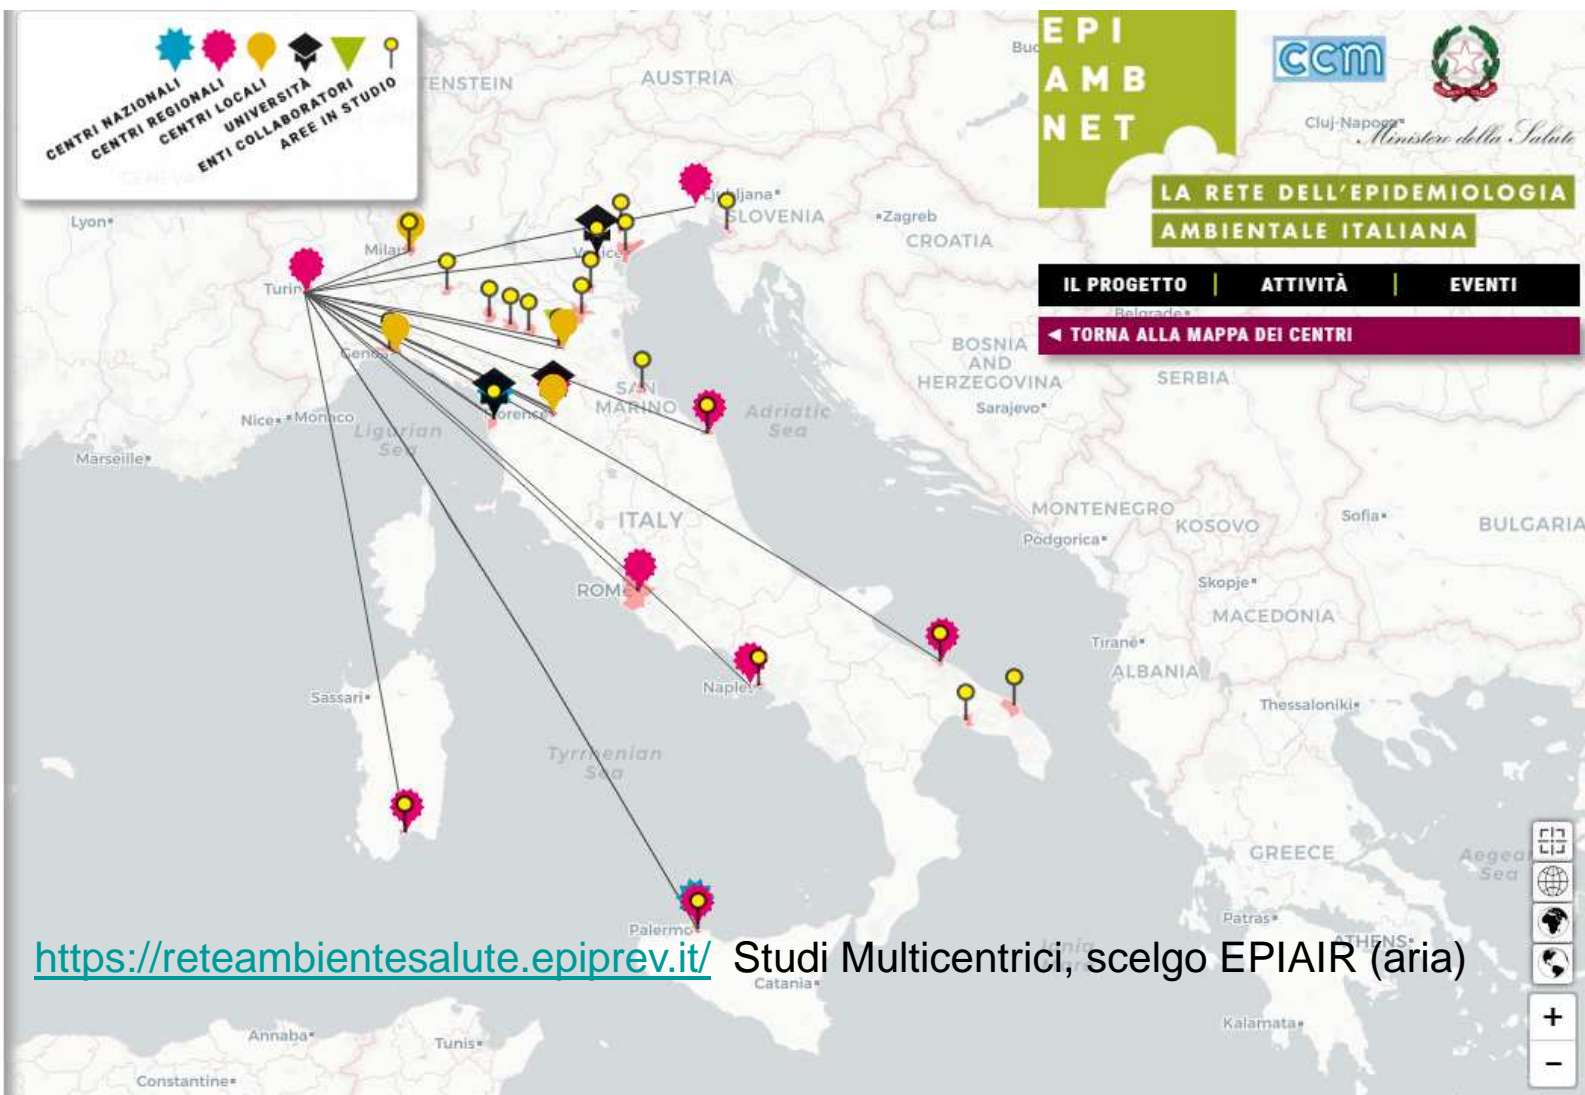 CENTRI NAZIONALI
CENTRI REGIONALI
CENTRI LOCALI
UNIVERSITÀ
ENTI COLLABORATORI
AREE IN STUDIO
EPI
AMB
NET
ccm
Ministero della Salute
LA RETE DELL'EPIDEMIOLOGIA
AMBIENTALE ITALIANA
IL PROGETTO | ATTIVITÀ | EVENTI
◄ TORNA ALLA MAPPA DEI CENTRI
AUSTRIA
Cluj-Napoca
Lyon
SLOVENIA
Zagreb
CROATIA
Milan
Venice
Turin
Belgrade
BOSNIA
AND
HERZEGOVINA
SERBIA
Sarajevo
Genoa
SAN
MARINO
Nice
Monaco
Florence
Ligurian
Sea
Adriatic
Sea
Marseille
MONTENEGRO
KOSOVO
Sofia
BULGARIA
Podgorica
ITALY
Skopje
MACEDONIA
ROME
Tirane
ALBANIA
Naples
Sassari
Thessaloniki
Tyrrhenian
Sea
GREECE
Aegean
Sea
Patras
Palermo
ATHENS
https://reteambientesalute.epiprev.it/ Studi Multicentrici, scelgo EPIAIR (aria)
Catania
Kalamata
Annaba
Tunis
Constantine
+
−